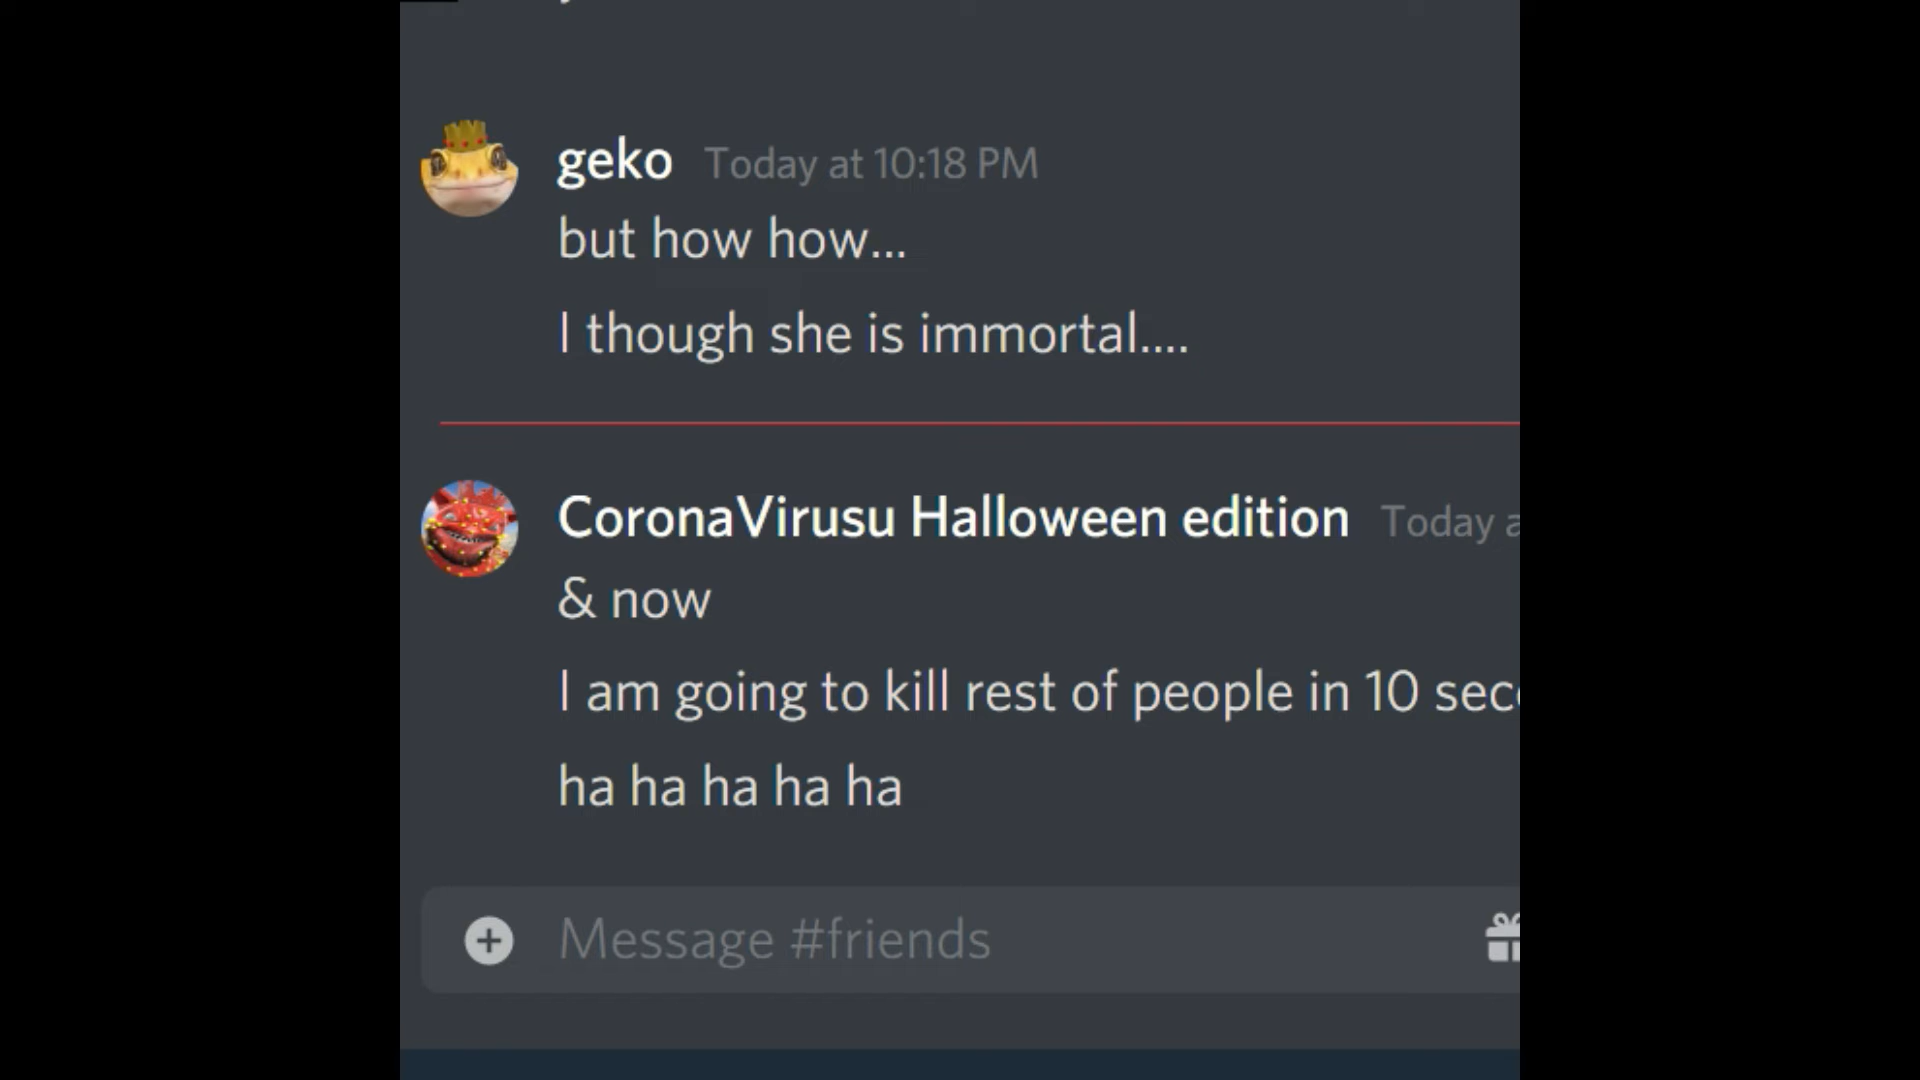 geko Today at 10:18 PM
but how how...
I though she is immortal....
CoronaVirusu Halloween edition Today
& now
I am going to kill rest of people in 10
ha ha ha ha ha
Message #friends